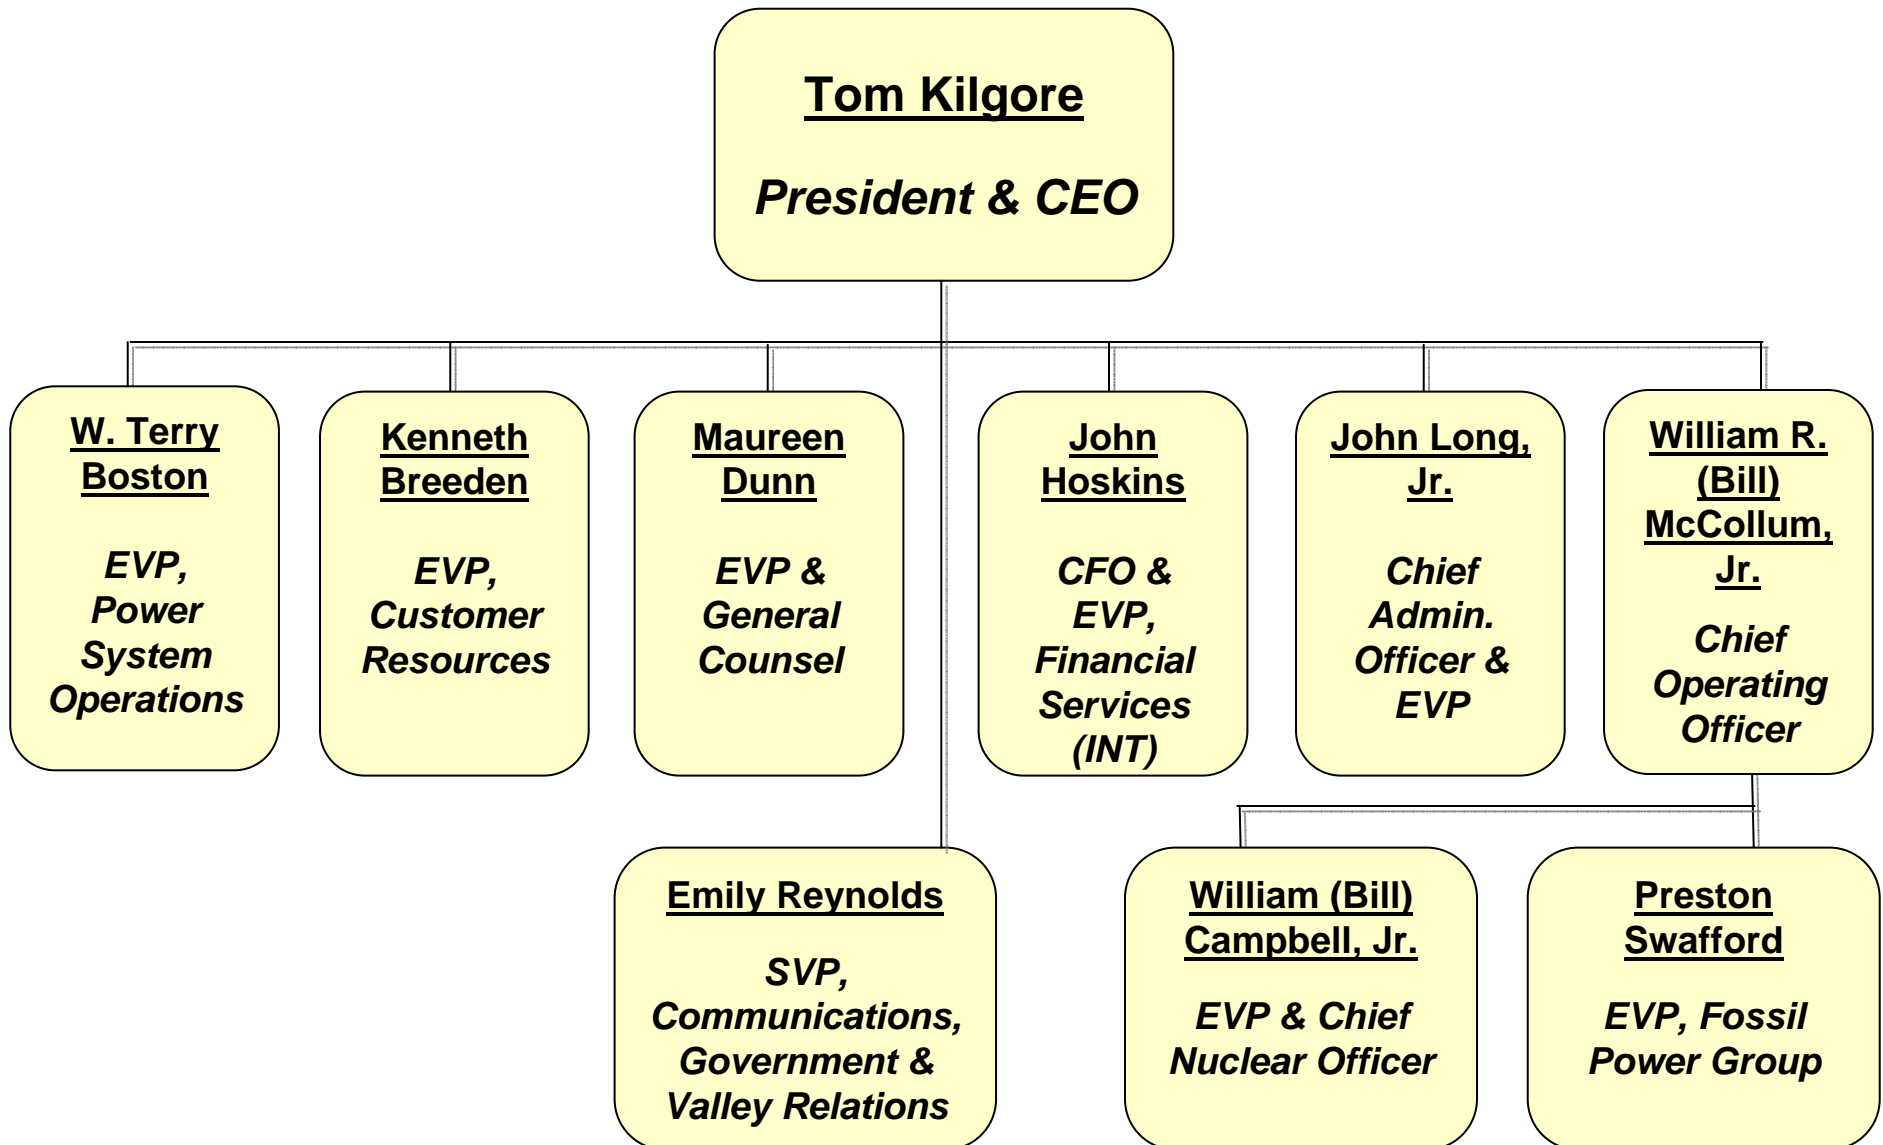 Tom Kilgore
President & CEO
W. Terry
Boston
EVP,
Power
System
Operations
Kenneth
Breeden
EVP,
Customer
Resources
Maureen
Dunn
EVP &
General
Counsel
John
Hoskins
CFO &
EVP,
Financial
Services
(INT)
John Long,
Jr.
Chief
Admin.
Officer &
EVP
William R.
(Bill)
McCollum,
Jr.
Chief
Operating
Officer
Emily Reynolds
SVP,
Communications,
Government &
Valley Relations
William (Bill)
Campbell, Jr.
EVP & Chief
Nuclear Officer
Preston
Swafford
EVP, Fossil
Power Group